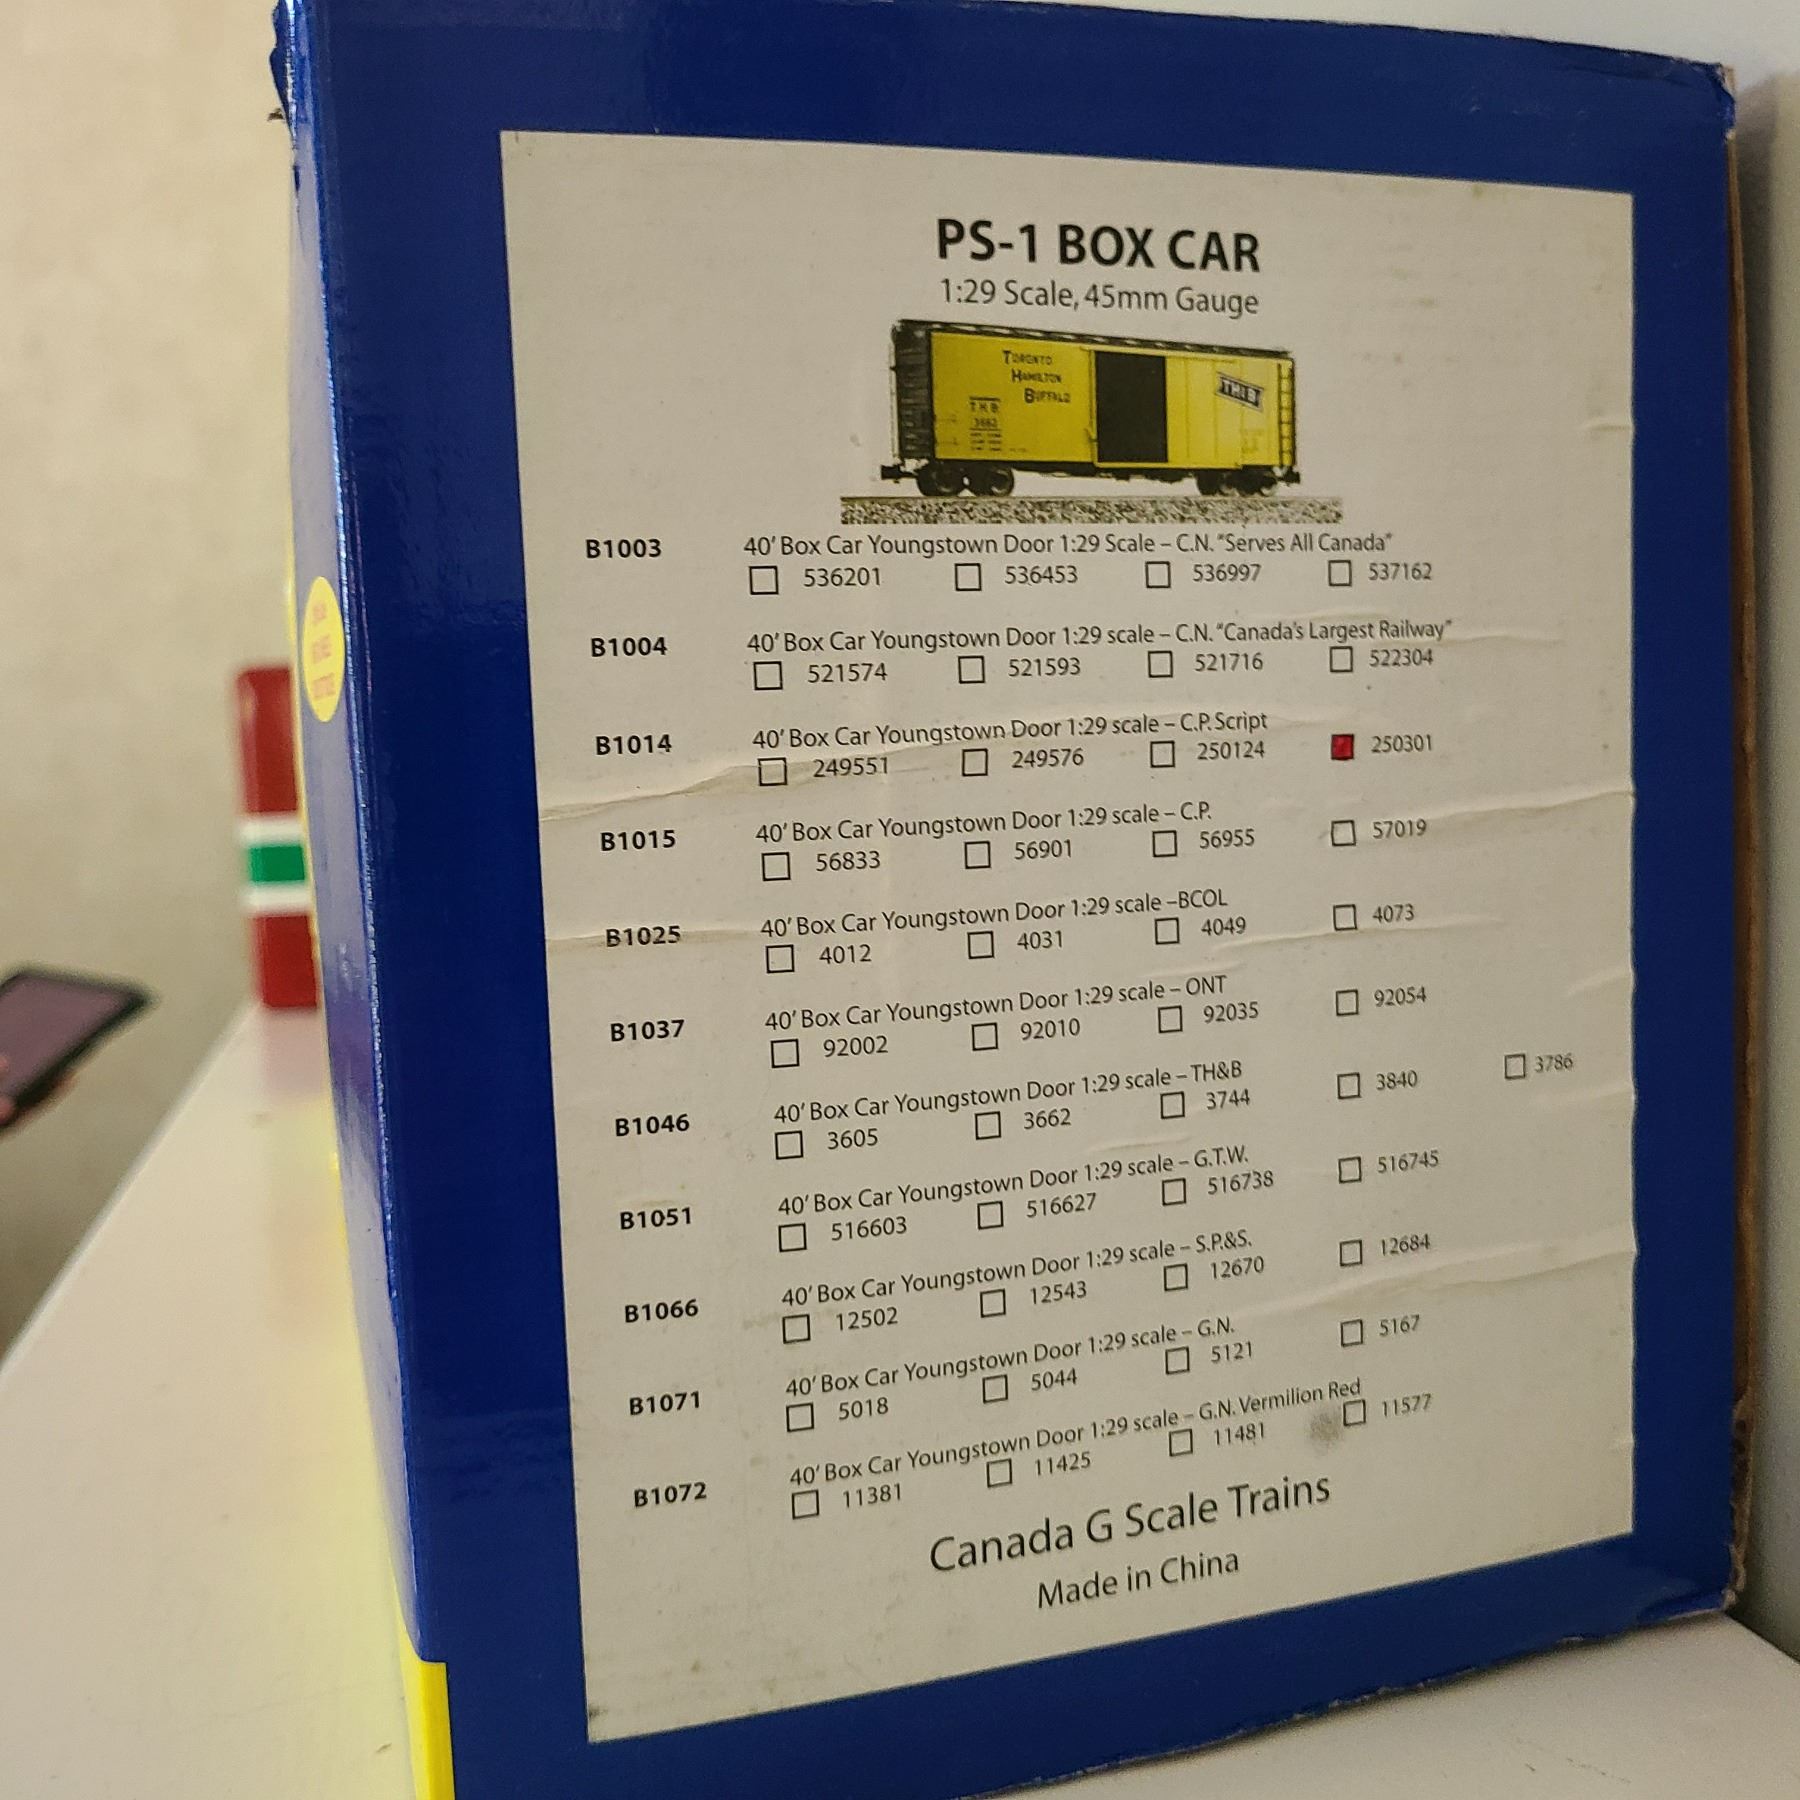 PS-1 BOX CAR
1:29 Scale, 45mm Gauge
TORONTO
HAMILTON
BUFFALO
TH&B
T.H.B.
3662
B1003 40' Box Car Youngstown Door 1:29 Scale – C.N. "Serves All Canada"
536201 536453 536997 537162
B1004 40' Box Car Youngstown Door 1:29 scale – C.N. "Canada's Largest Railway"
521574 521593 521716 522304
B1014 40' Box Car Youngstown Door 1:29 scale – C.P. Script
249551 249576 250124 250301
B1015 40' Box Car Youngstown Door 1:29 scale – C.P.
56833 56901 56955 57019
B1025 40' Box Car Youngstown Door 1:29 scale –BCOL
4012 4031 4049 4073
B1037 40' Box Car Youngstown Door 1:29 scale – ONT
92002 92010 92035 92054
B1046 40' Box Car Youngstown Door 1:29 scale – TH&B
3605 3662 3744 3840 3786
B1051 40' Box Car Youngstown Door 1:29 scale – G.T.W.
516603 516627 516738 516745
B1066 40' Box Car Youngstown Door 1:29 scale – S.P.&S.
12502 12543 12670 12684
B1071 40' Box Car Youngstown Door 1:29 scale – G.N.
5018 5044 5121 5167
B1072 40' Box Car Youngstown Door 1:29 scale – G.N. Vermilion Red
11381 11425 11481 11577
Canada G Scale Trains
Made in China